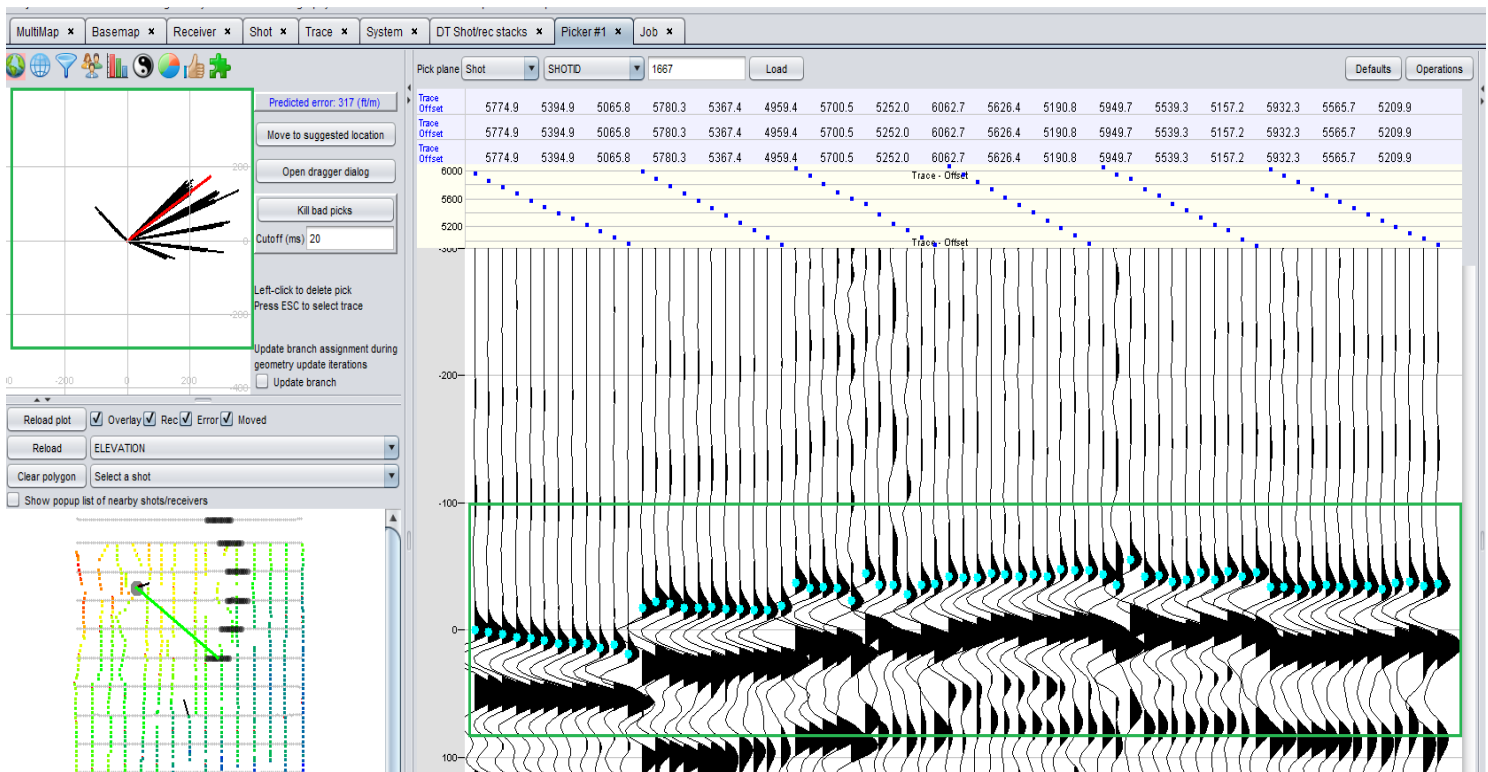 MultiMap × Basemap × Receiver × Shot × Trace × System × DT Shot/rec stacks × Picker #1 × Job ×
Pick plane Shot SHOTID 1667 Load Defaults Operations
Predicted error: 317 (ft/m)
Move to suggested location
Open dragger dialog
Kill bad picks
Cutoff (ms) 20
Left-click to delete pick
Press ESC to select trace
Update branch assignment during
geometry update iterations
Update branch
200
0
-200
-400
-200 0 200
Reload plot Overlay Rec Error Moved
Reload ELEVATION
Clear polygon Select a shot
Show popup list of nearby shots/receivers
Trace
Offset 5774.9 5394.9 5065.8 5780.3 5367.4 4959.4 5700.5 5252.0 6062.7 5626.4 5190.8 5949.7 5539.3 5157.2 5932.3 5565.7 5209.9
Trace
Offset 5774.9 5394.9 5065.8 5780.3 5367.4 4959.4 5700.5 5252.0 6062.7 5626.4 5190.8 5949.7 5539.3 5157.2 5932.3 5565.7 5209.9
Trace
Offset 5774.9 5394.9 5065.8 5780.3 5367.4 4959.4 5700.5 5252.0 6062.7 5626.4 5190.8 5949.7 5539.3 5157.2 5932.3 5565.7 5209.9
6000
Trace - Offset
5600
5200
Trace - Offset
-300
-200
-100
0
100